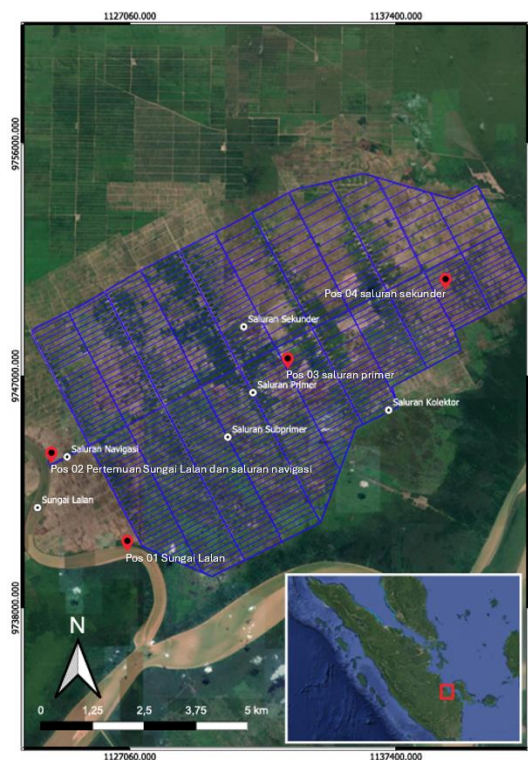 1127060.000
1137400.000
9756000.000
Pos 04 saluran sekunder
Saluran Sekunder
9747000.000
Pos 03 saluran primer
Saluran Primer
Saluran Kolektor
Saluran Subprimer
Saluran Navigasi
Pos 02 Pertemuan Sungai Lalan dan saluran navigasi
Sungai Lalan
Pos 01 Sungai Lalan
9738000.000
N
0 1,25 2,5 3,75 5 km
1127060.000
1137400.000